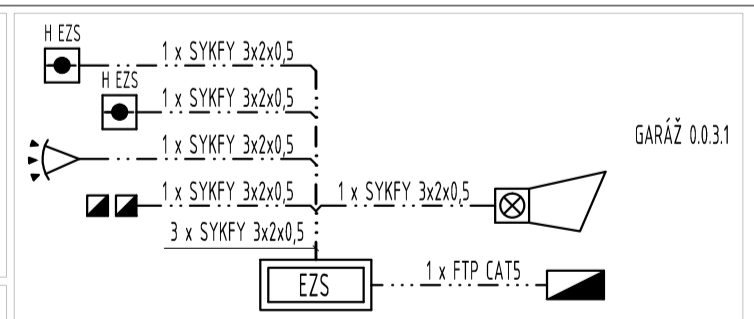 H EZS
1 x SYKFY 3x2x0,5
H EZS
1 x SYKFY 3x2x0,5
1 x SYKFY 3x2x0,5
GARÁŽ 0.0.3.1
1 x SYKFY 3x2x0,5
1 x SYKFY 3x2x0,5
3 x SYKFY 3x2x0,5
EZS
1 x FTP CAT5